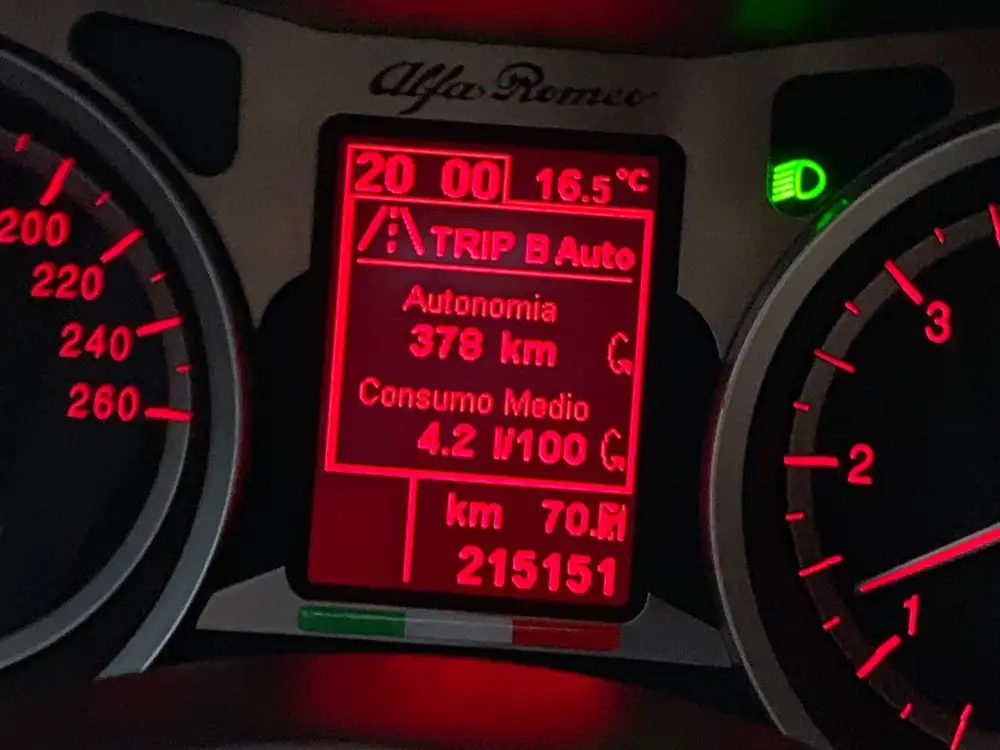 Alfa Romeo
20 00 16.5°C
TRIP B Auto
Autonomia
378 km
Consumo Medio
4.2 l/100
km 70.
215151
200
220
240
260
3
2
1